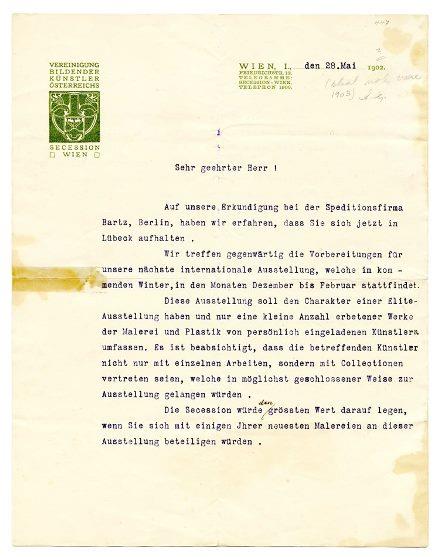 VEREINIGUNG
BILDENDER
KÜNSTLER
ÖSTERREICHS
SECESSION
WIEN
WIEN, I., den 28.Mai 1902.
FRIEDRICHSTR. 12.
TELEGRAMME:
SECESSION-WIEN.
TELEPHON
1903)
Sehr geehrter Herr !
Auf unsere Erkundigung bei der Speditionsfirma
Bartz, Berlin, haben wir erfahren, dass Sie sich jetzt in
Lübeck aufhalten .
Wir treffen gegenwärtig die Vorbereitungen für
unsere nächste internationale Ausstellung, welche in kom -
menden Winter, in den Monaten Dezember bis Februar stattfindet.
Diese Ausstellung soll den Charakter einer Elite-
Ausstellung haben und nur eine kleine Anzahl erbetener Werke
der Malerei und Plastik von persönlich eingeladenen Künstlern
umfassen. Es ist beabsichtigt, dass die betreffenden Künstler
nicht nur mit einzelnen Arbeiten, sondern mit Collectionen
vertreten seien, welche in möglichst geschlossener Weise zur
Ausstellung gelangen würden .
Die Secession würde den grössten Wert darauf legen,
wenn Sie sich mit einigen Jhrer neuesten Malereien an dieser
Ausstellung beteiligen würden .